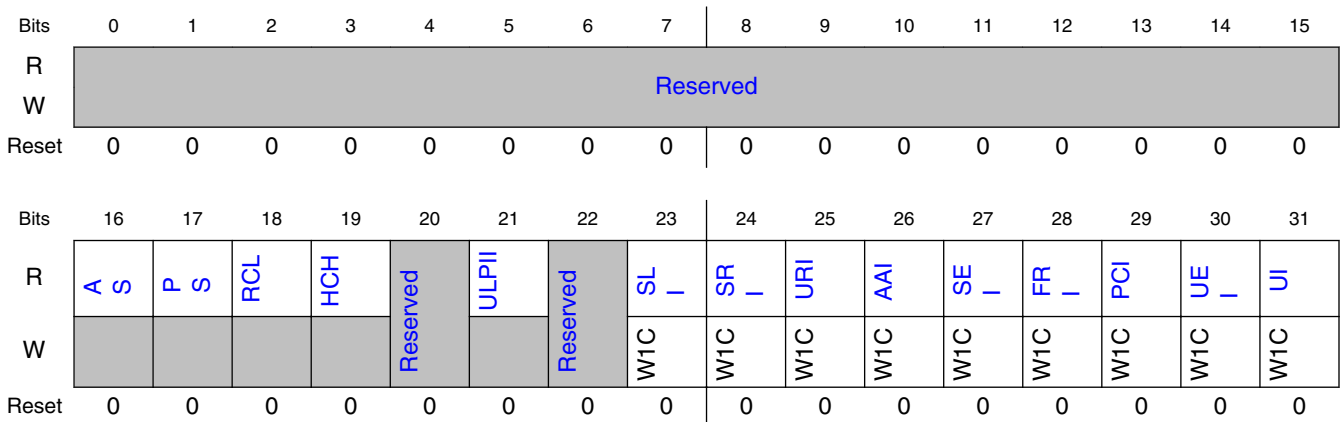 Bits 0 1 2 3 4 5 6 7 8 9 10 11 12 13 14 15
R
Reserved
W
Reset 0 0 0 0 0 0 0 0 0 0 0 0 0 0 0 0
Bits 16 17 18 19 20 21 22 23 24 25 26 27 28 29 30 31
R AS PS RCL HCH Reserved ULPII Reserved SLI SRI URI AAI SEI FRI PCI UEI UI
W W1C W1C W1C W1C W1C W1C W1C W1C W1C
Reset 0 0 0 0 0 0 0 0 0 0 0 0 0 0 0 0